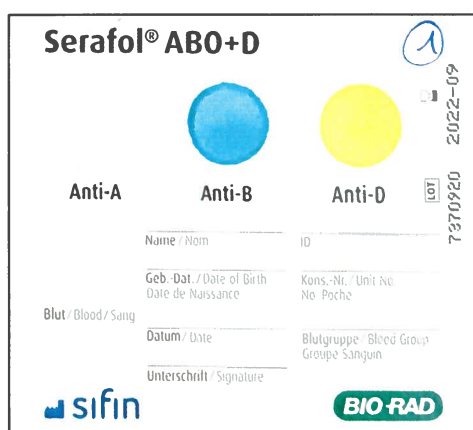 Serafol® ABO+D
1
2022-09
LOT 7870920
Anti-A Anti-B Anti-D
Name / Nom
ID
Geb.-Dat. / Date of Birth
Date de Naissance
Kons.-Nr. / Unit No.
No. Poche
Blut / Blood / Sang
Datum / Date
Blutgruppe / Blood Group
Groupe Sanguin
Unterschrift / Signature
sifin
BIO-RAD